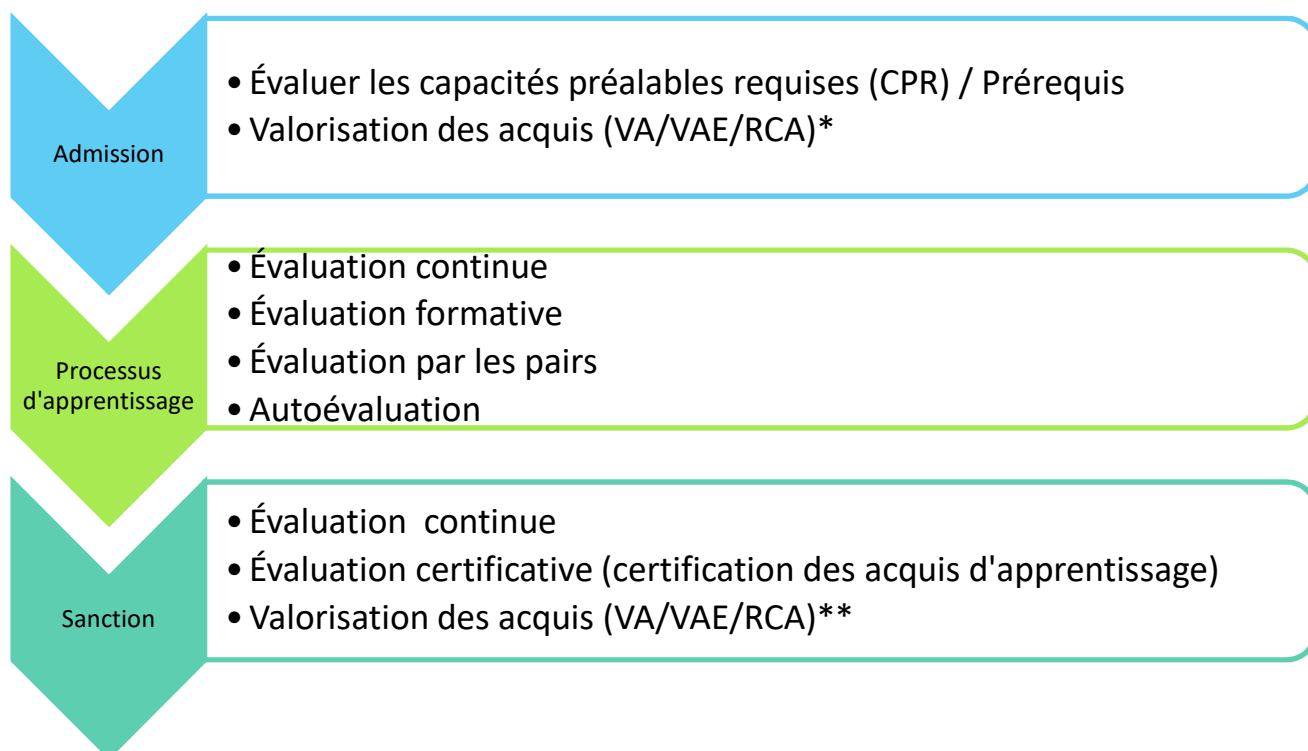 Admission
• Évaluer les capacités préalables requises (CPR) / Prérequis
• Valorisation des acquis (VA/VAE/RCA)*
Processus
d'apprentissage
• Évaluation continue
• Évaluation formative
• Évaluation par les pairs
• Autoévaluation
Sanction
• Évaluation  continue
• Évaluation certificative (certification des acquis d'apprentissage)
• Valorisation des acquis (VA/VAE/RCA)**